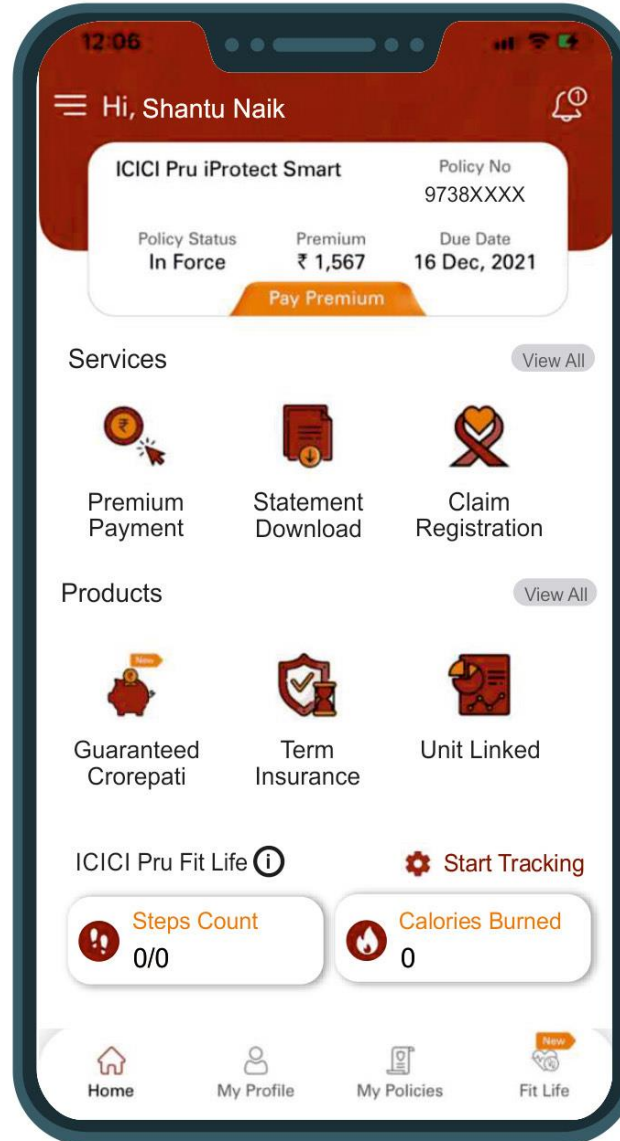 12:06
Hi, Shantu Naik
1
ICICI Pru iProtect Smart
Policy No
9738XXXX
Policy Status
Premium
Due Date
In Force
₹ 1,567
16 Dec, 2021
Pay Premium
Services
View All
₹
Premium
Payment
Statement
Download
Claim
Registration
Products
View All
New
₹
Guaranteed
Crorepati
Term
Insurance
Unit Linked
ICICI Pru Fit Life i
Start Tracking
Steps Count
0/0
Calories Burned
0
New
Home
My Profile
My Policies
Fit Life